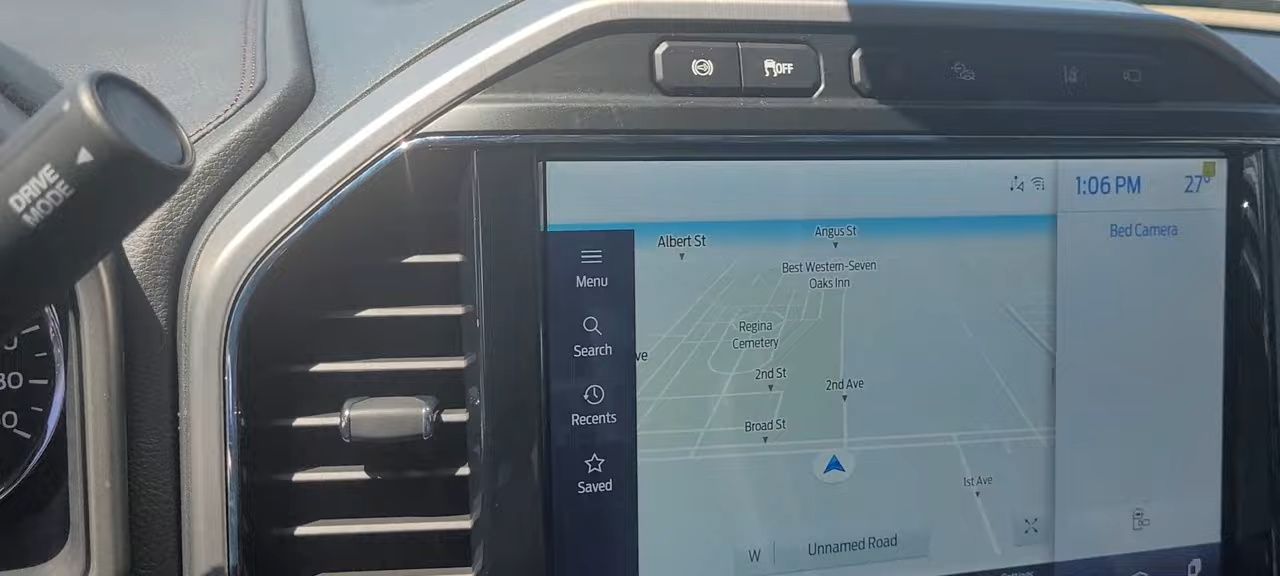 OFF
DRIVE
MODE
1:06 PM
27°
Bed Camera
Albert St
Angus St
Best Western-Seven
Oaks Inn
Menu
Regina
Cemetery
Search
ve
2nd St
2nd Ave
Recents
Broad St
Saved
1st Ave
W
Unnamed Road